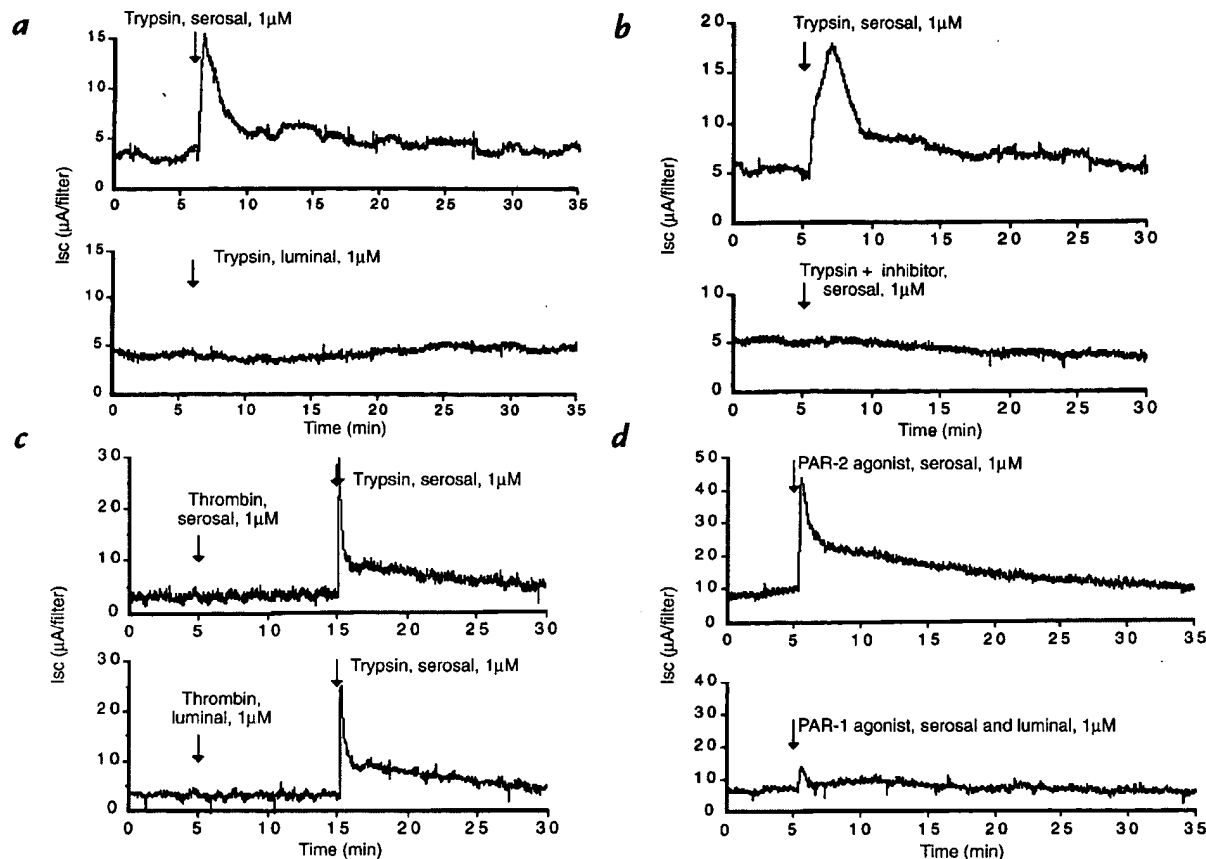 a
Trypsin, serosal, 1μM
15
10
5
0
0 5 10 15 20 25 30 35
Trypsin, luminal, 1μM
15
10
5
0
0 5 10 15 20 25 30 35
Isc (μA/filter)
Time (min)
b
Trypsin, serosal, 1μM
20
15
10
5
0
0 5 10 15 20 25 30
Trypsin + inhibitor,
serosal, 1μM
10
5
0
0 5 10 15 20 25 30
Isc (μA/filter)
Time (min)
c
Thrombin,
serosal, 1μM
Trypsin, serosal, 1μM
30
20
10
0
0 5 10 15 20 25 30
Thrombin,
luminal, 1μM
Trypsin, serosal, 1μM
30
20
10
0
0 5 10 15 20 25 30
Isc (μA/filter)
Time (min)
d
PAR-2 agonist, serosal, 1μM
50
40
30
20
10
0
0 5 10 15 20 25 30 35
PAR-1 agonist, serosal and luminal, 1μM
40
30
20
10
0
0 5 10 15 20 25 30 35
Isc (μA/filter)
Time (min)